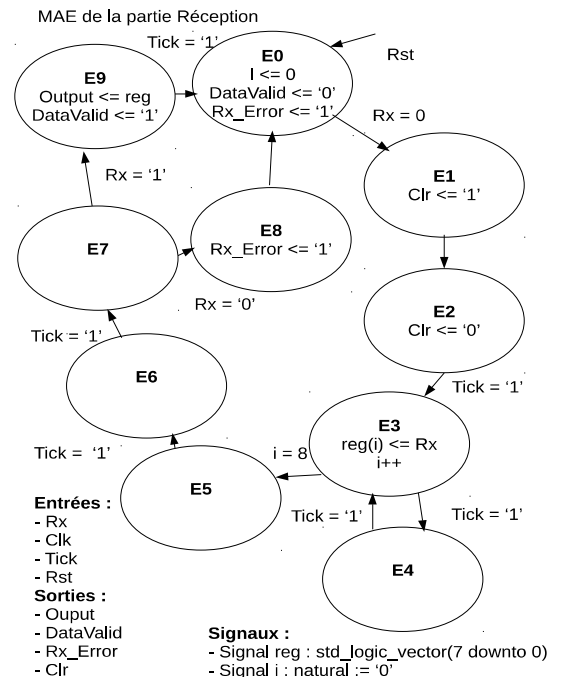 MAE de la partie Réception
Tick = ‘1’
E0
I <= 0
DataValid <= ‘0’
Rx_Error <= ‘1’
Rst
E9
Output <= reg
DataValid <= ‘1’
Rx = 0
E1
Clr <= ‘1’
Rx = ‘1’
E8
Rx_Error <= ‘1’
E7
Rx = ‘0’
E2
Clr <= ‘0’
Tick = ‘1’
E6
Tick = ‘1’
E3
reg(i) <= Rx
i++
Tick = ‘1’
i = 8
E5
Tick = ‘1’
Tick = ‘1’
E4
Entrées :
- Rx
- Clk
- Tick
- Rst
Sorties :
- Ouput
- DataValid
- Rx_Error
- Clr
Signaux :
- Signal reg : std_logic_vector(7 downto 0)
- Signal i : natural := ‘0’